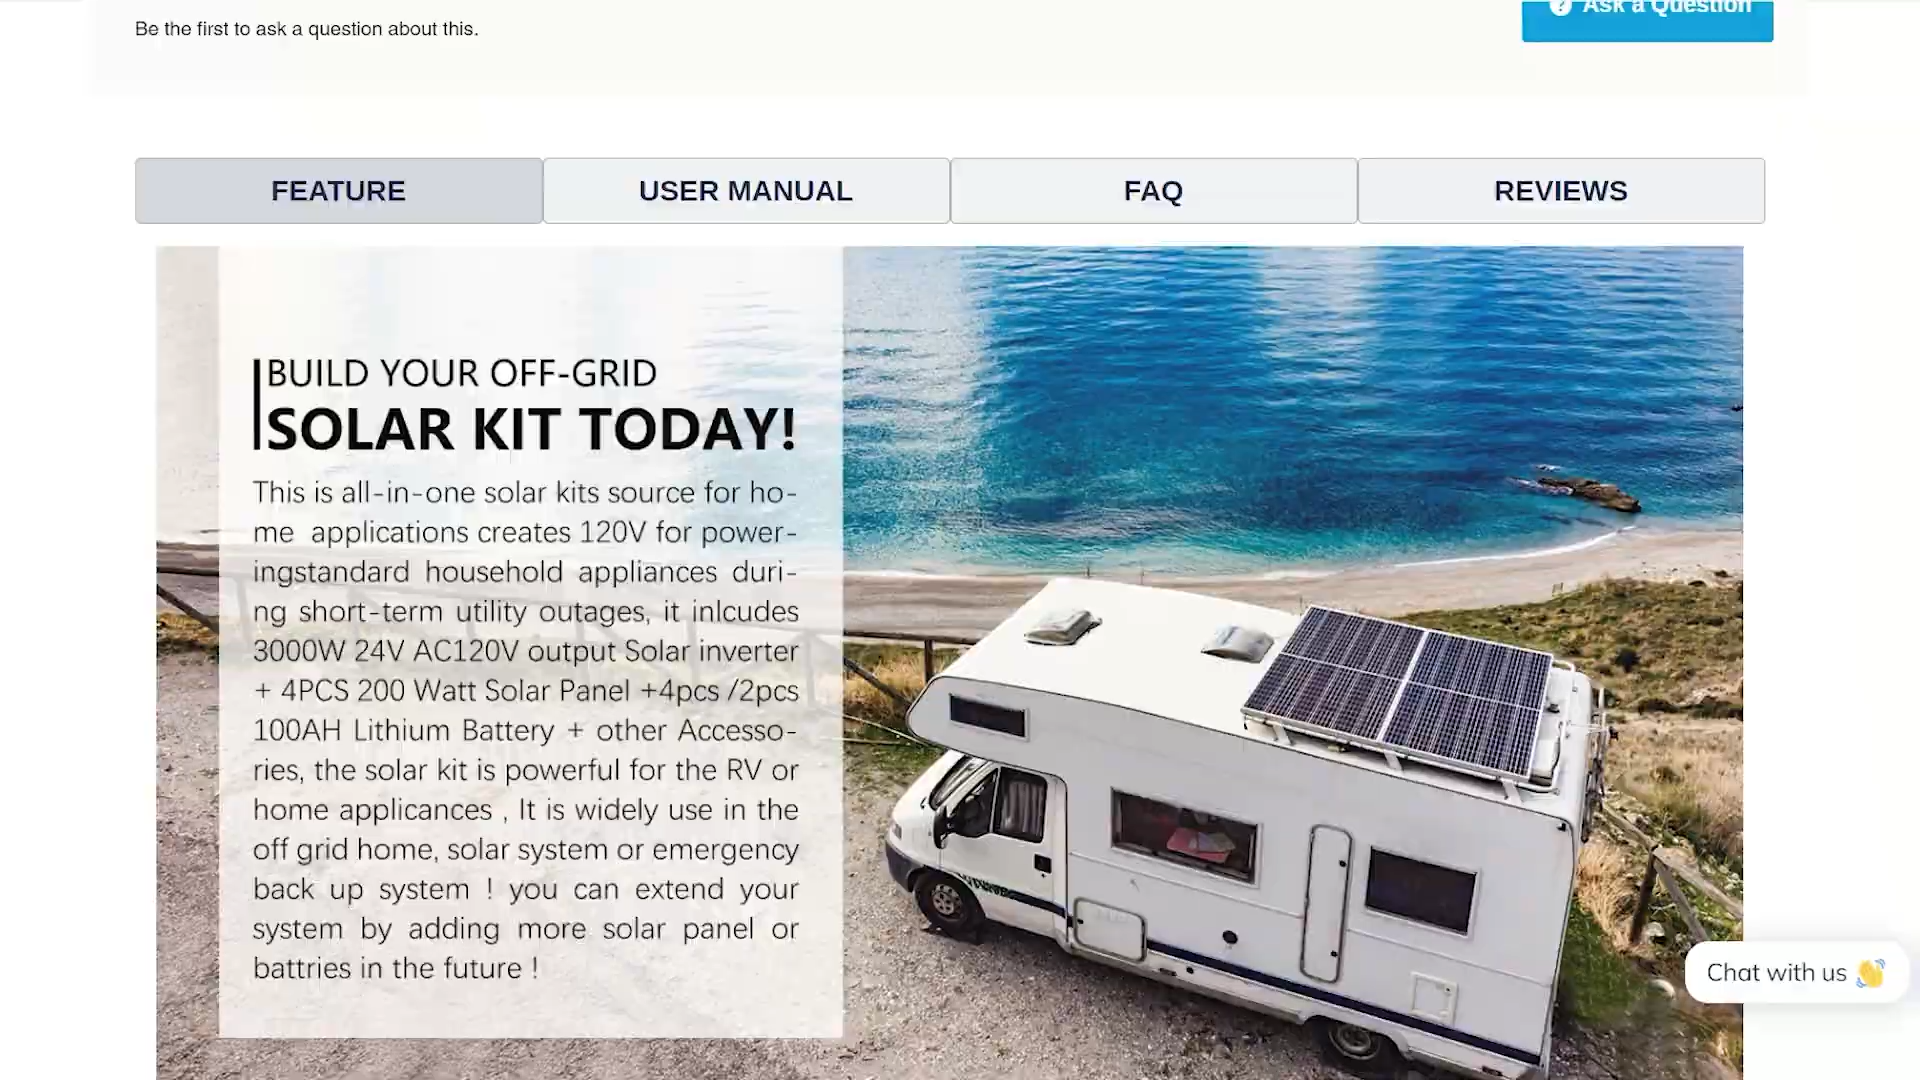 Ask a Question
Be the first to ask a question about this.
FEATURE
USER MANUAL
FAQ
REVIEWS
BUILD YOUR OFF-GRID
SOLAR KIT TODAY!
This is all-in-one solar kits source for ho-
me applications creates 120V for power-
ingstandard household appliances duri-
ng short-term utility outages, it inlcudes
3000W 24V AC120V output Solar inverter
+ 4PCS 200 Watt Solar Panel +4pcs /2pcs
100AH Lithium Battery + other Accesso-
ries, the solar kit is powerful for the RV or
home applicances , It is widely use in the
off grid home, solar system or emergency
back up system ! you can extend your
system by adding more solar panel or
battries in the future !
Chat with us 👋